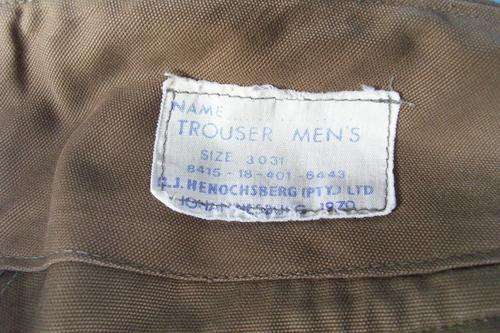 NAME
TROUSER MEN'S
SIZE 3031
8415-18-401-6443
HENOCHSBERG (PTY.) LTD
1970